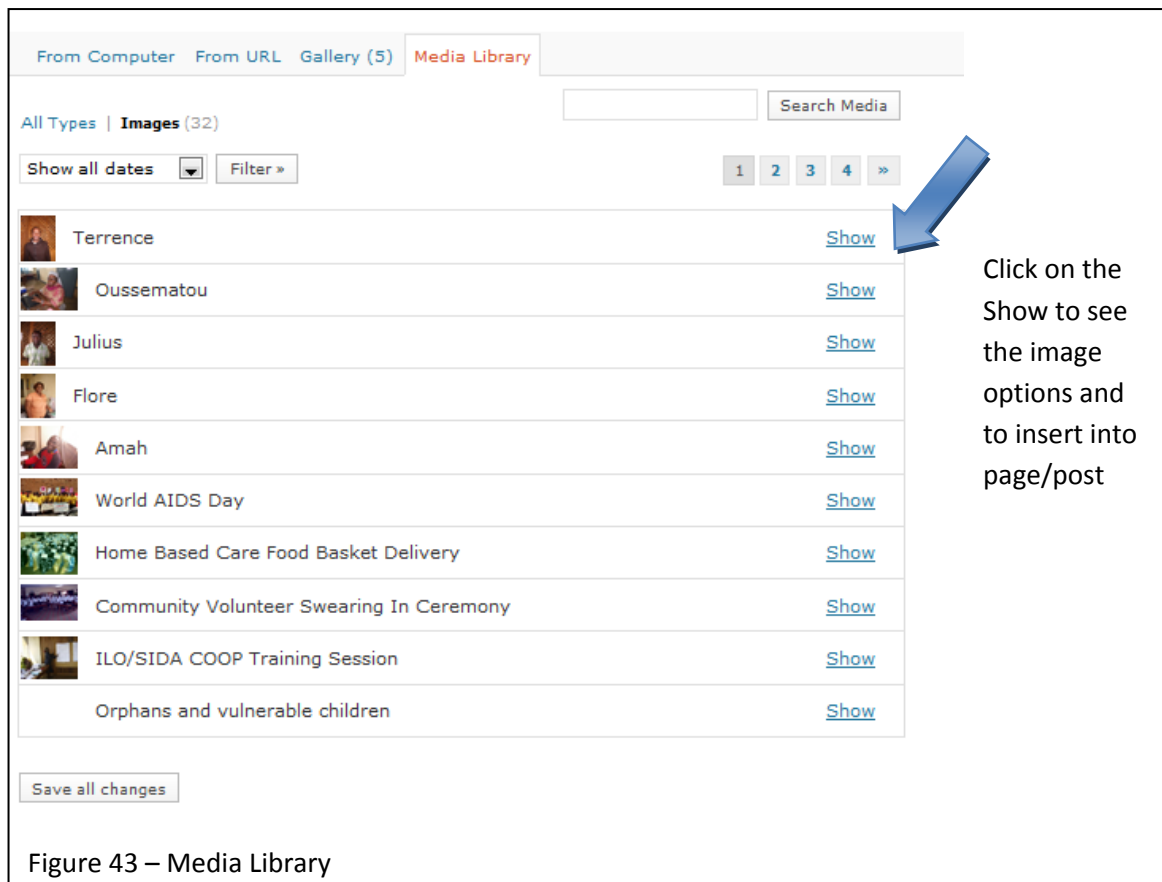 From Computer From URL Gallery (5) Media Library
Search Media
All Types | Images (32)
Show all dates Filter » 1 2 3 4 »
Terrence Show
Oussematou Show
Julius Show
Flore Show
Amah Show
World AIDS Day Show
Home Based Care Food Basket Delivery Show
Community Volunteer Swearing In Ceremony Show
ILO/SIDA COOP Training Session Show
Orphans and vulnerable children Show
Click on the
Show to see
the image
options and
to insert into
page/post
Save all changes
Figure 43 – Media Library